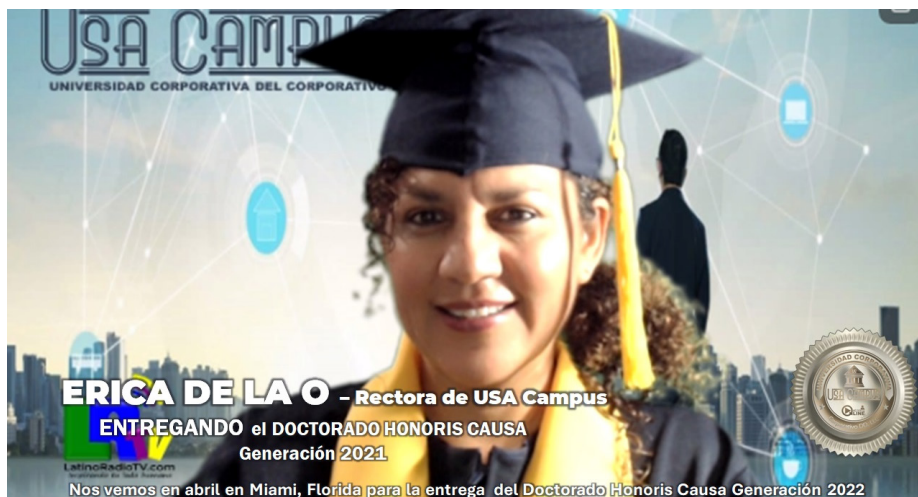 USA CAMPUS
UNIVERSIDAD CORPORATIVA DEL CORPORATIVO
ERICA DE LA O – Rectora de USA Campus
ENTREGANDO el DOCTORADO HONORIS CAUSA
Generación 2021
LatinoRadioTV.com
Nos vemos en abril en Miami, Florida para la entrega del Doctorado Honoris Causa Generación 2022
USA CAMPUS